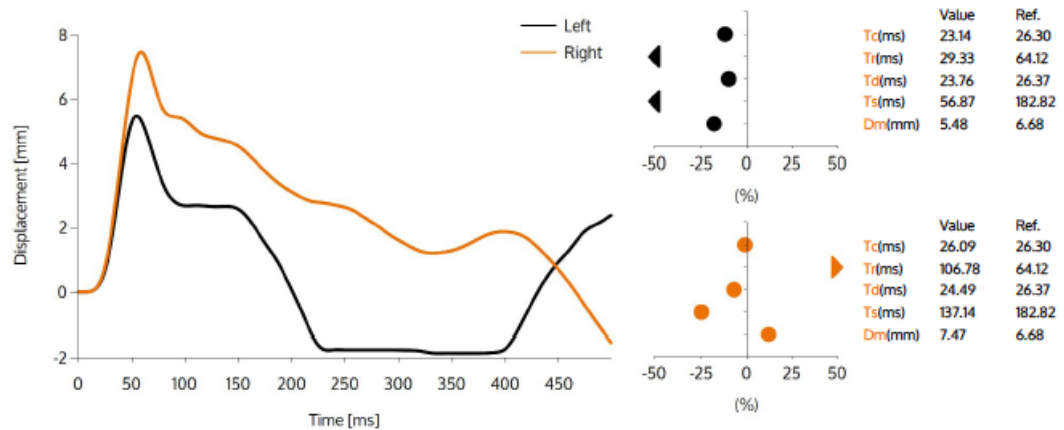 Left
Right
Displacement [mm]
8
6
4
2
0
-2
0 50 100 150 200 250 300 350 400 450
Time [ms]
-50 -25 0 25 50
(%)
Value Ref.
Tc(ms) 23.14 26.30
Tr(ms) 29.33 64.12
Td(ms) 23.76 26.37
Ts(ms) 56.87 182.82
Dm(mm) 5.48 6.68
-50 -25 0 25 50
(%)
Value Ref.
Tc(ms) 26.09 26.30
Tr(ms) 106.78 64.12
Td(ms) 24.49 26.37
Ts(ms) 137.14 182.82
Dm(mm) 7.47 6.68